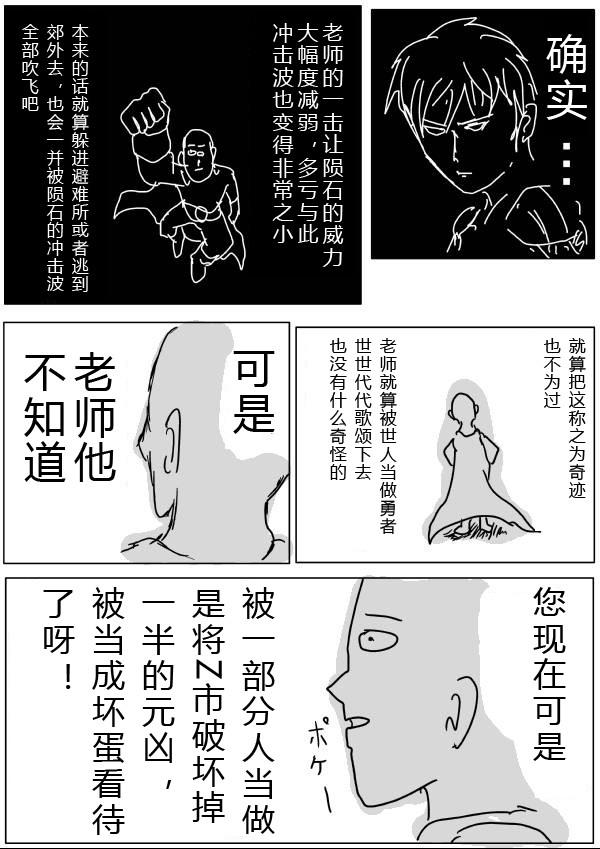 确实…
老师的一击让陨石的威力
大幅度减弱，多亏与此
冲击波也变得非常之小
本来的话就算躲进避难所或者逃到
郊外去，也会一并被陨石的冲击波
全部吹飞吧
就算把这称之为奇迹
也不为过
老师就算被世人当做勇者
世世代代歌颂下去
也没有什么奇怪的
可是
老师他
不知道
您现在可是
被一部分人当做
是将Z市破坏掉
一半的元凶，
被当成坏蛋看待
了呀！
ポケー